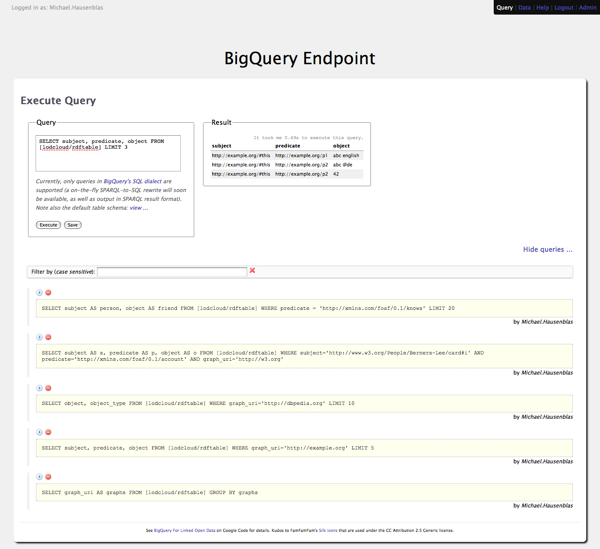 Logged in as: Michael.Hausenblas
Query | Data | Help | Logout | Admin
BigQuery Endpoint
Execute Query
Query
SELECT subject, predicate, object FROM
[lodcloud/rdftable] LIMIT 3
Currently, only queries in BigQuery's SQL dialect are
supported (a on-the-fly SPARQL-to-SQL rewrite will soon
be available, as well as output in SPARQL result format).
Note also the default table schema: view ...
Execute Save
Result
It took me 0.69s to execute this query.
subject predicate object
http://example.org/#this http://example.org/p1 abc english
http://example.org/#this http://example.org/p2 abc @de
http://example.org/#this http://example.org/p2 42
Hide queries ...
Filter by (case sensitive):
SELECT subject AS person, object AS friend FROM [lodcloud/rdftable] WHERE predicate = 'http://xmlns.com/foaf/0.1/knows' LIMIT 20
by Michael.Hausenblas
SELECT subject AS s, predicate AS p, object AS o FROM [lodcloud/rdftable] WHERE subject='http://www.w3.org/People/Berners-Lee/card#i' AND
predicate='http://xmlns.com/foaf/0.1/account' AND graph_uri='http://w3.org'
by Michael.Hausenblas
SELECT object, object_type FROM [lodcloud/rdftable] WHERE graph_uri='http://dbpedia.org' LIMIT 10
by Michael.Hausenblas
SELECT subject, predicate, object FROM [lodcloud/rdftable] WHERE graph_uri='http://example.org' LIMIT 5
by Michael.Hausenblas
SELECT graph_uri AS graphs FROM [lodcloud/rdftable] GROUP BY graphs
by Michael.Hausenblas
See BigQuery For Linked Open Data on Google Code for details. Kudos to FamFamFam's Silk icons that are used under the CC Attribution 2.5 Generic license.